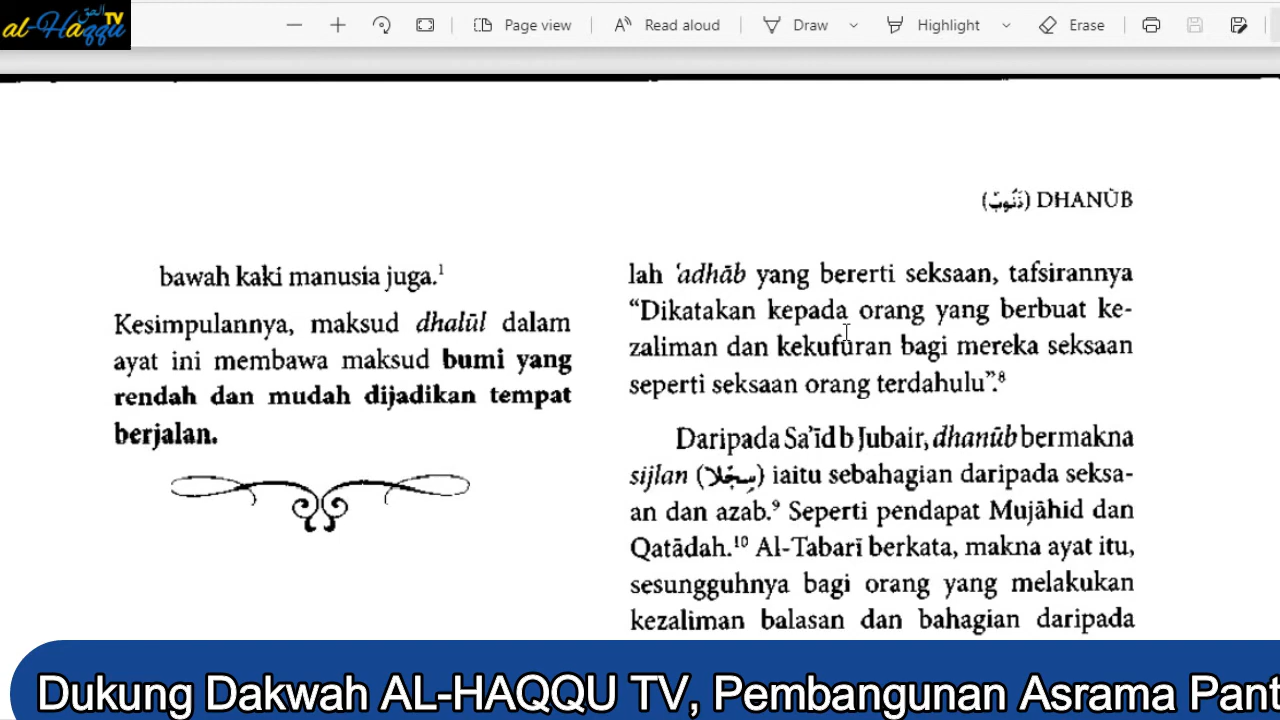 الحق
al-Haqqu TV
Page view
Read aloud
Draw
Highlight
Erase
(ذَنُوبٌ) DHANŪB
bawah kaki manusia juga.¹
Kesimpulannya, maksud dhalūl dalam
ayat ini membawa maksud bumi yang
rendah dan mudah dijadikan tempat
berjalan.
lah ‘adhāb yang bererti seksaan, tafsirannya
“Dikatakan kepada orang yang berbuat ke-
zaliman dan kekufuran bagi mereka seksaan
seperti seksaan orang terdahulu”.⁸
Daripada Sa’īd b Jubair, dhanūb bermakna
sijlan (سِجْلًا) iaitu sebahagian daripada seksa-
an dan azab.⁹ Seperti pendapat Mujāhid dan
Qatādah.¹⁰ Al-Tabarī berkata, makna ayat itu,
sesungguhnya bagi orang yang melakukan
kezaliman balasan dan bahagian daripada
Dukung Dakwah AL-HAQQU TV, Pembangunan Asrama Pant